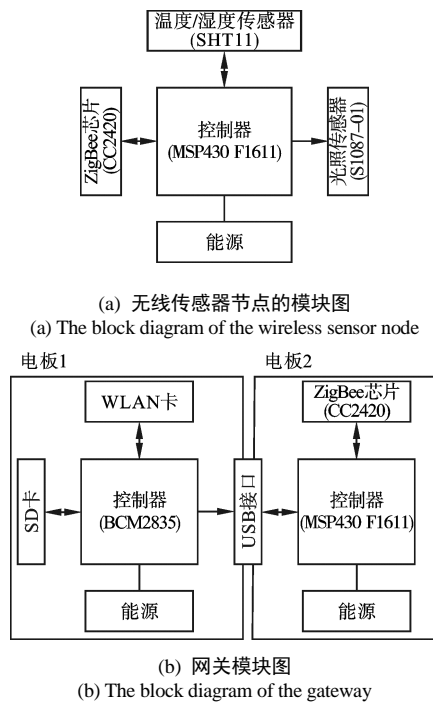 温度/湿度传感器
(SHT11)
ZigBee芯片
(CC2420)
控制器
(MSP430 F1611)
光照传感器
(S1087–01)
能源
(a) 无线传感器节点的模块图
(a) The block diagram of the wireless sensor node
电板1
电板2
WLAN卡
ZigBee芯片
(CC2420)
SD卡
控制器
(BCM2835)
USB接口
控制器
(MSP430 F1611)
能源
能源
(b) 网关模块图
(b) The block diagram of the gateway